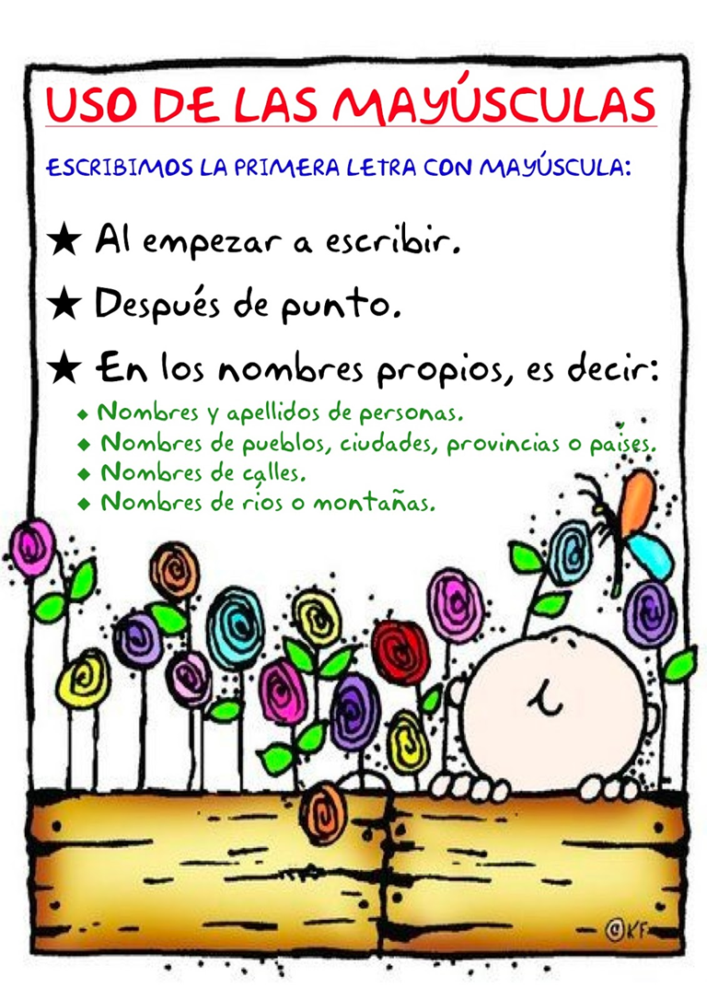 USO DE LAS MAYÚSCULAS
ESCRIBIMOS LA PRIMERA LETRA CON MAYÚSCULA:
★ Al empezar a escribir.
★ Después de punto.
★ En los nombres propios, es decir:
◆ Nombres y apellidos de personas.
◆ Nombres de pueblos, ciudades, provincias o países.
◆ Nombres de calles.
◆ Nombres de ríos o montañas.
@KF